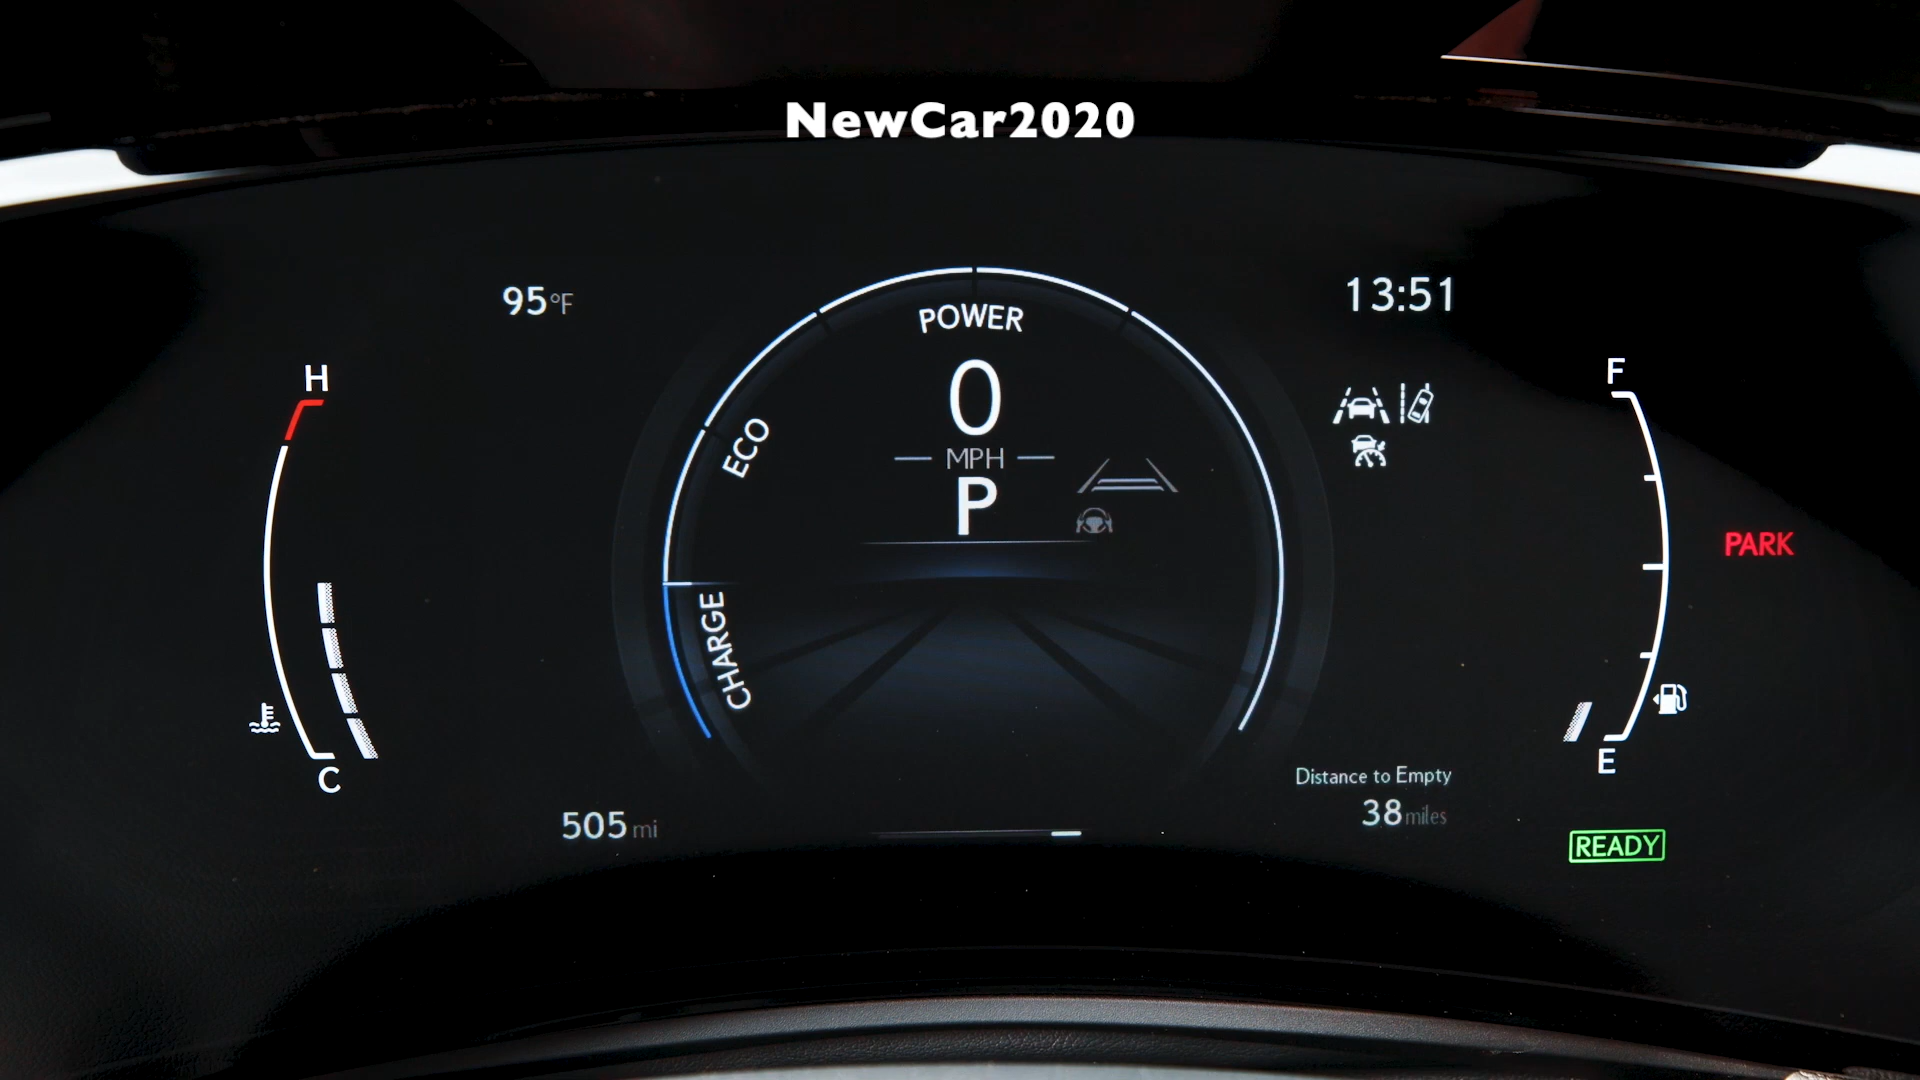 NewCar2020
95°F
13:51
POWER
H
F
0
ECO
MPH
P
PARK
CHARGE
C
E
Distance to Empty
505 mi
38 miles
READY